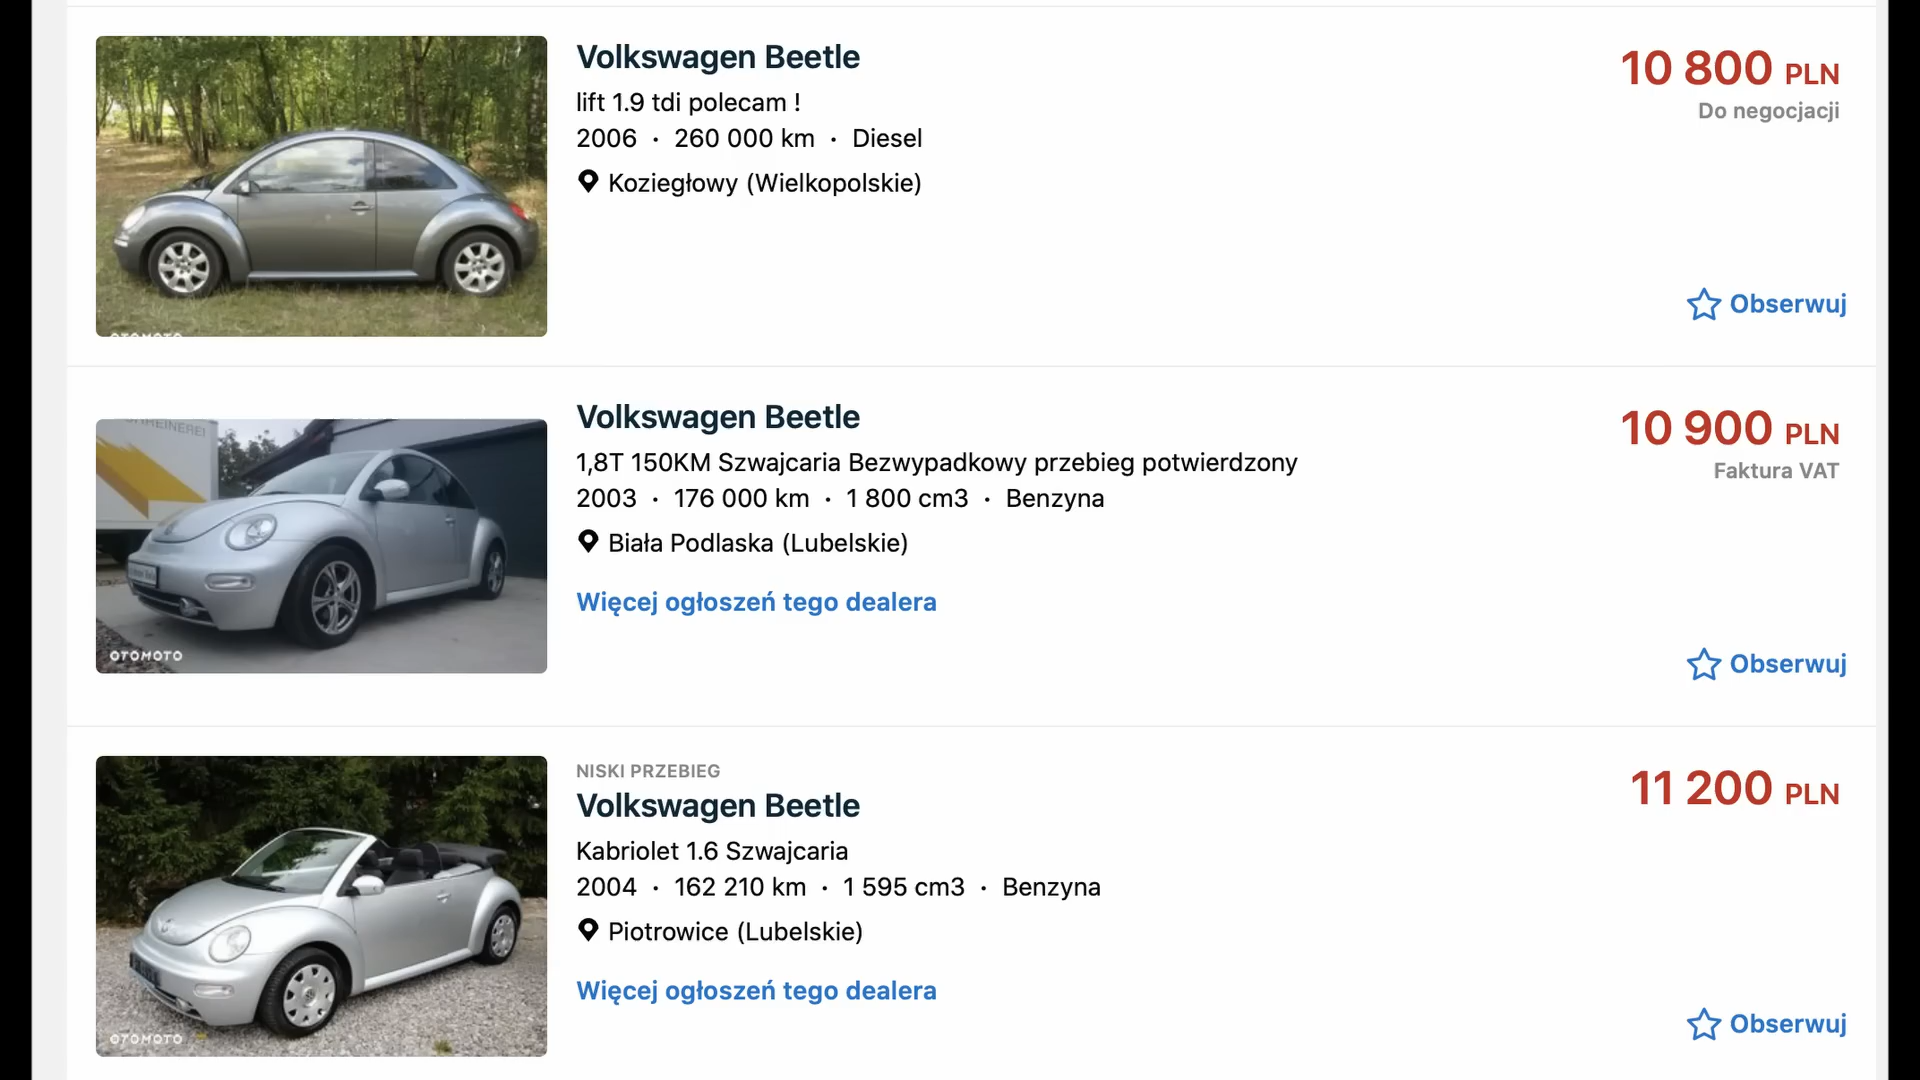 Volkswagen Beetle
lift 1.9 tdi polecam !
2006 · 260 000 km · Diesel
Koziegłowy (Wielkopolskie)
10 800 PLN
Do negocjacji
Obserwuj
OTOMOTO
Volkswagen Beetle
1,8T 150KM Szwajcaria Bezwypadkowy przebieg potwierdzony
2003 · 176 000 km · 1 800 cm3 · Benzyna
Biała Podlaska (Lubelskie)
Więcej ogłoszeń tego dealera
10 900 PLN
Faktura VAT
Obserwuj
OTOMOTO
NISKI PRZEBIEG
Volkswagen Beetle
Kabriolet 1.6 Szwajcaria
2004 · 162 210 km · 1 595 cm3 · Benzyna
Piotrowice (Lubelskie)
Więcej ogłoszeń tego dealera
11 200 PLN
Obserwuj
OTOMOTO